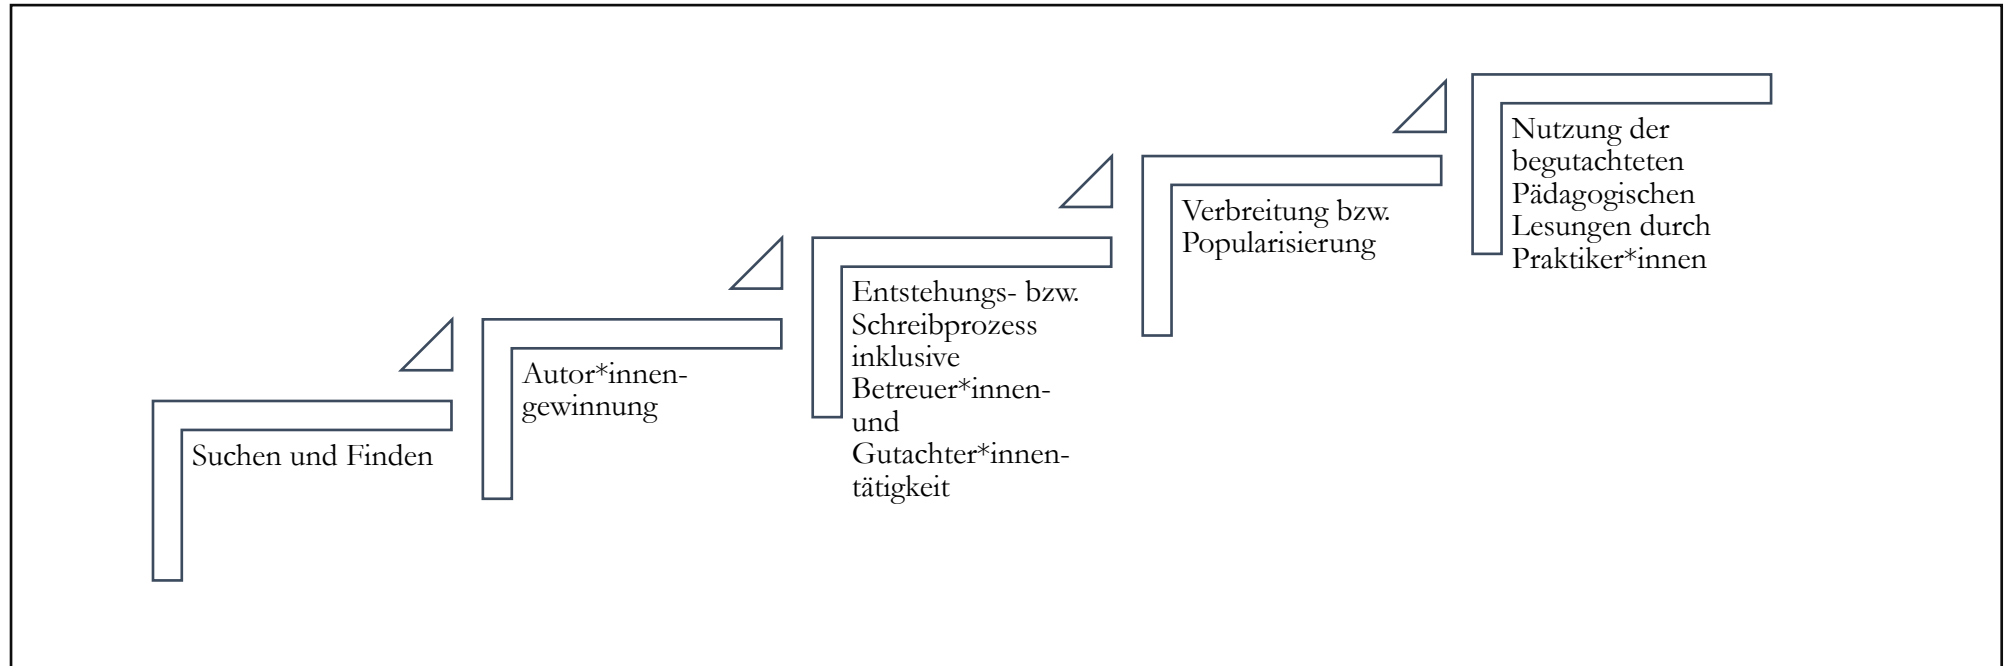 Suchen und Finden
Autor*innen-
gewinnung
Entstehungs- bzw.
Schreibprozess
inklusive
Betreuer*innen-
und
Gutachter*innen-
tätigkeit
Verbreitung bzw.
Popularisierung
Nutzung der
begutachteten
Pädagogischen
Lesungen durch
Praktiker*innen